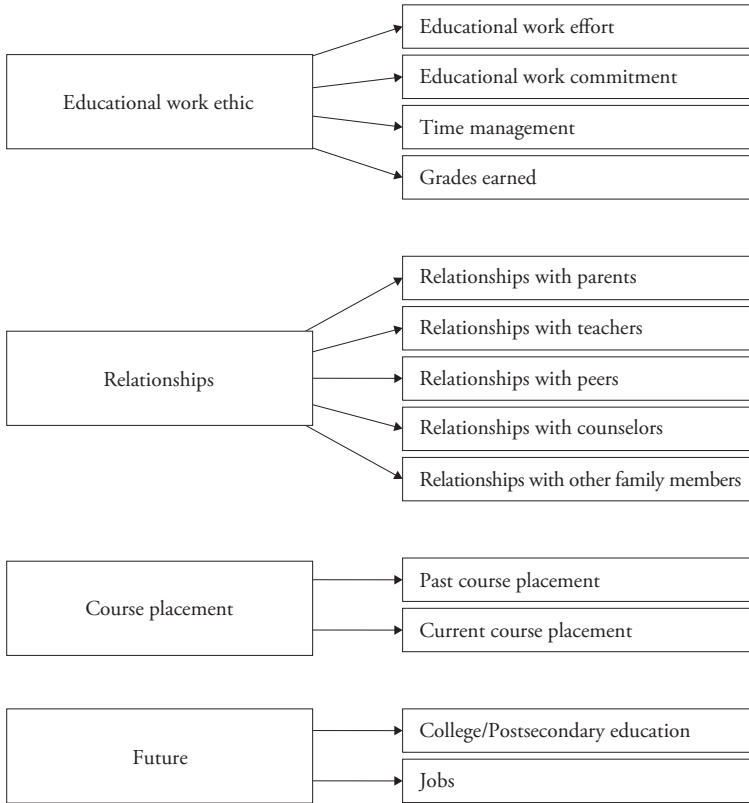 Educational work ethic
Educational work effort
Educational work commitment
Time management
Grades earned
Relationships
Relationships with parents
Relationships with teachers
Relationships with peers
Relationships with counselors
Relationships with other family members
Course placement
Past course placement
Current course placement
Future
College/Postsecondary education
Jobs